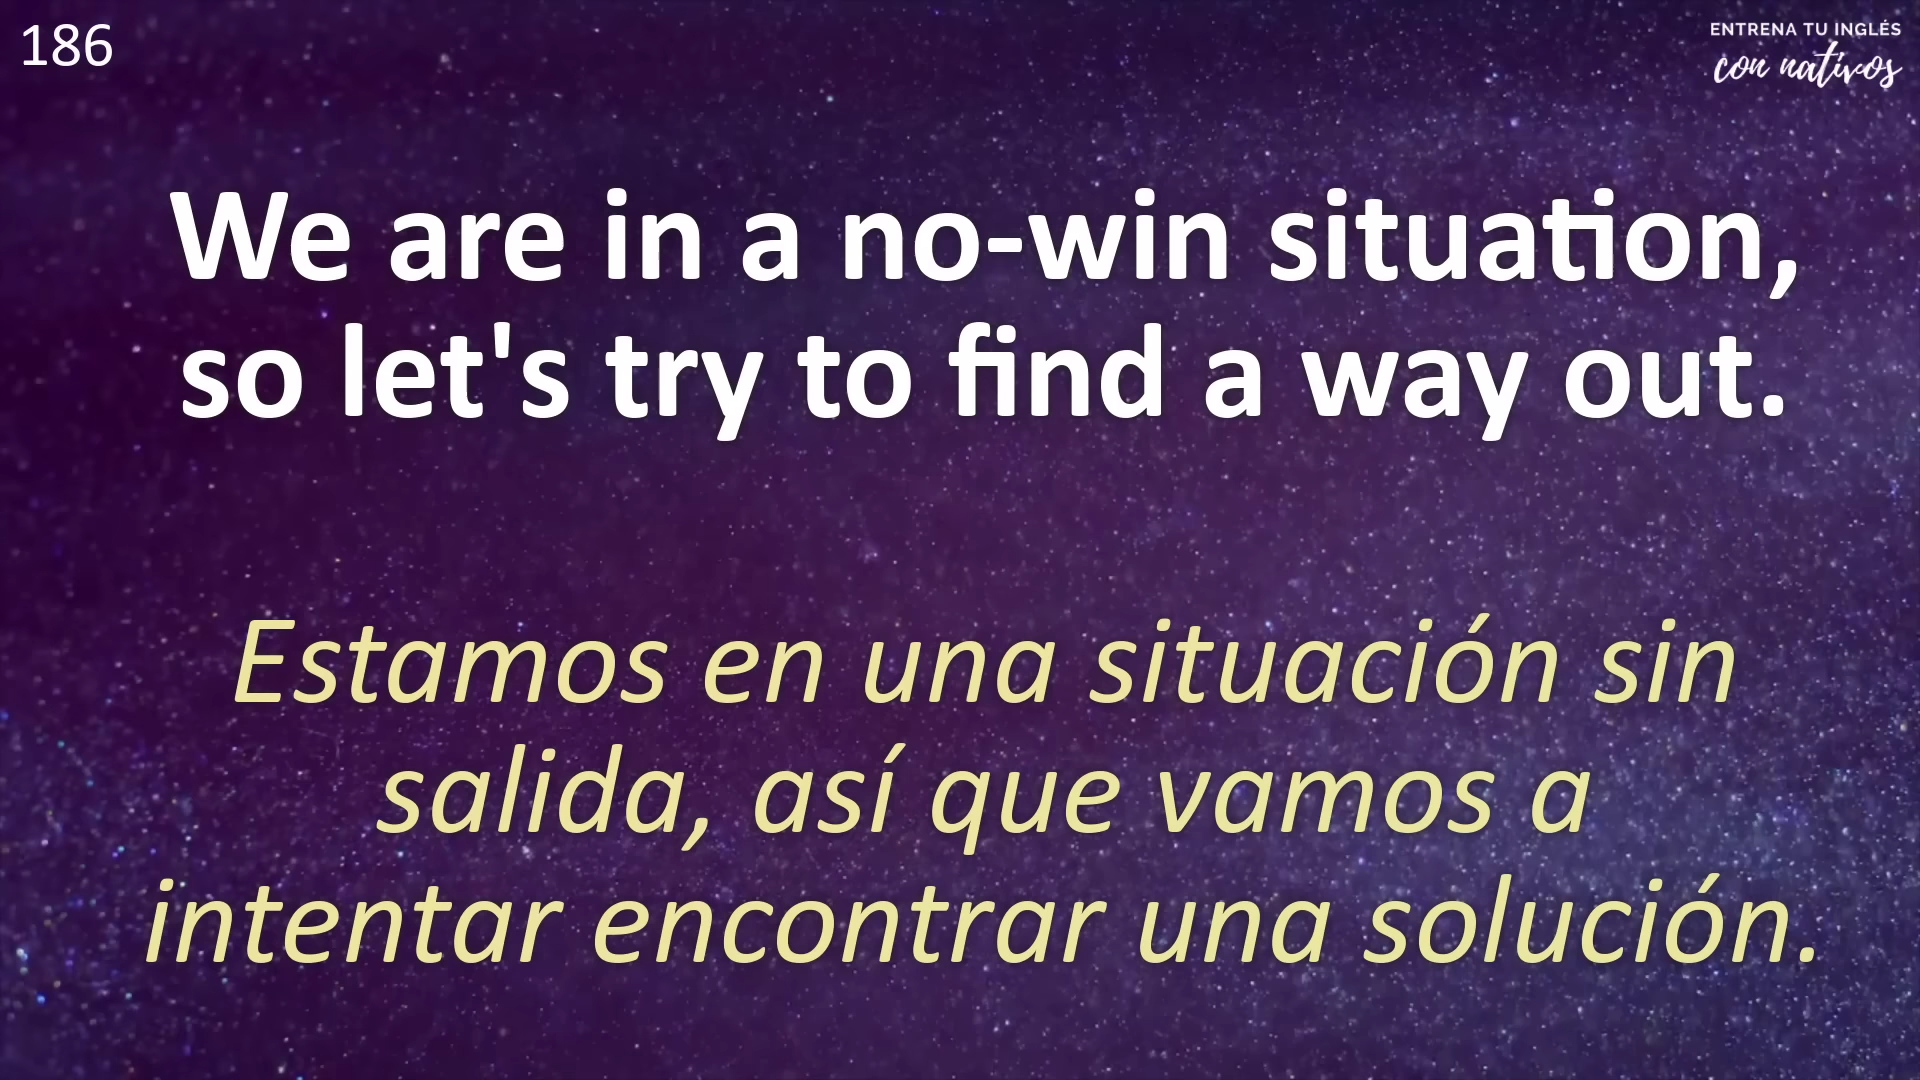 186
ENTRENA TU INGLÉS
con nativos
We are in a no-win situation,
so let's try to find a way out.
Estamos en una situación sin
salida, así que vamos a
intentar encontrar una solución.